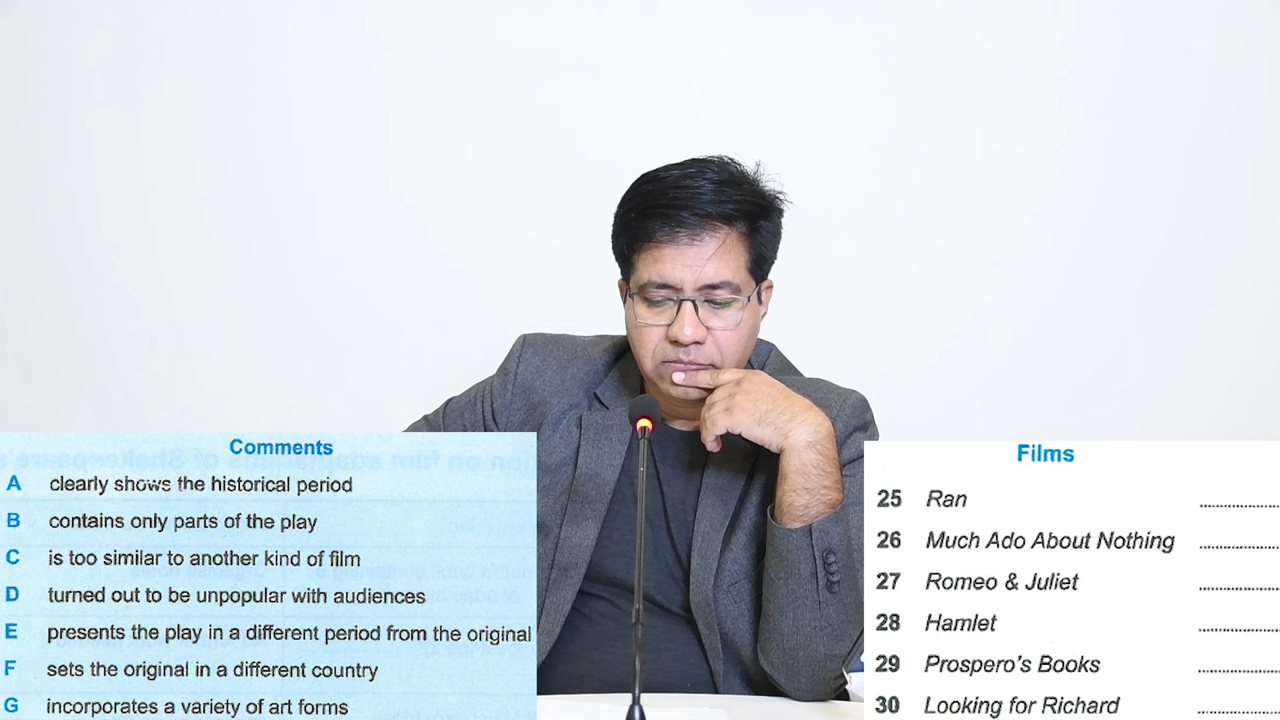 Comments
A clearly shows the historical period
B contains only parts of the play
C is too similar to another kind of film
D turned out to be unpopular with audiences
E presents the play in a different period from the original
F sets the original in a different country
G incorporates a variety of art forms
Films
25 Ran ....................
26 Much Ado About Nothing ....................
27 Romeo & Juliet ....................
28 Hamlet ....................
29 Prospero's Books ....................
30 Looking for Richard ....................